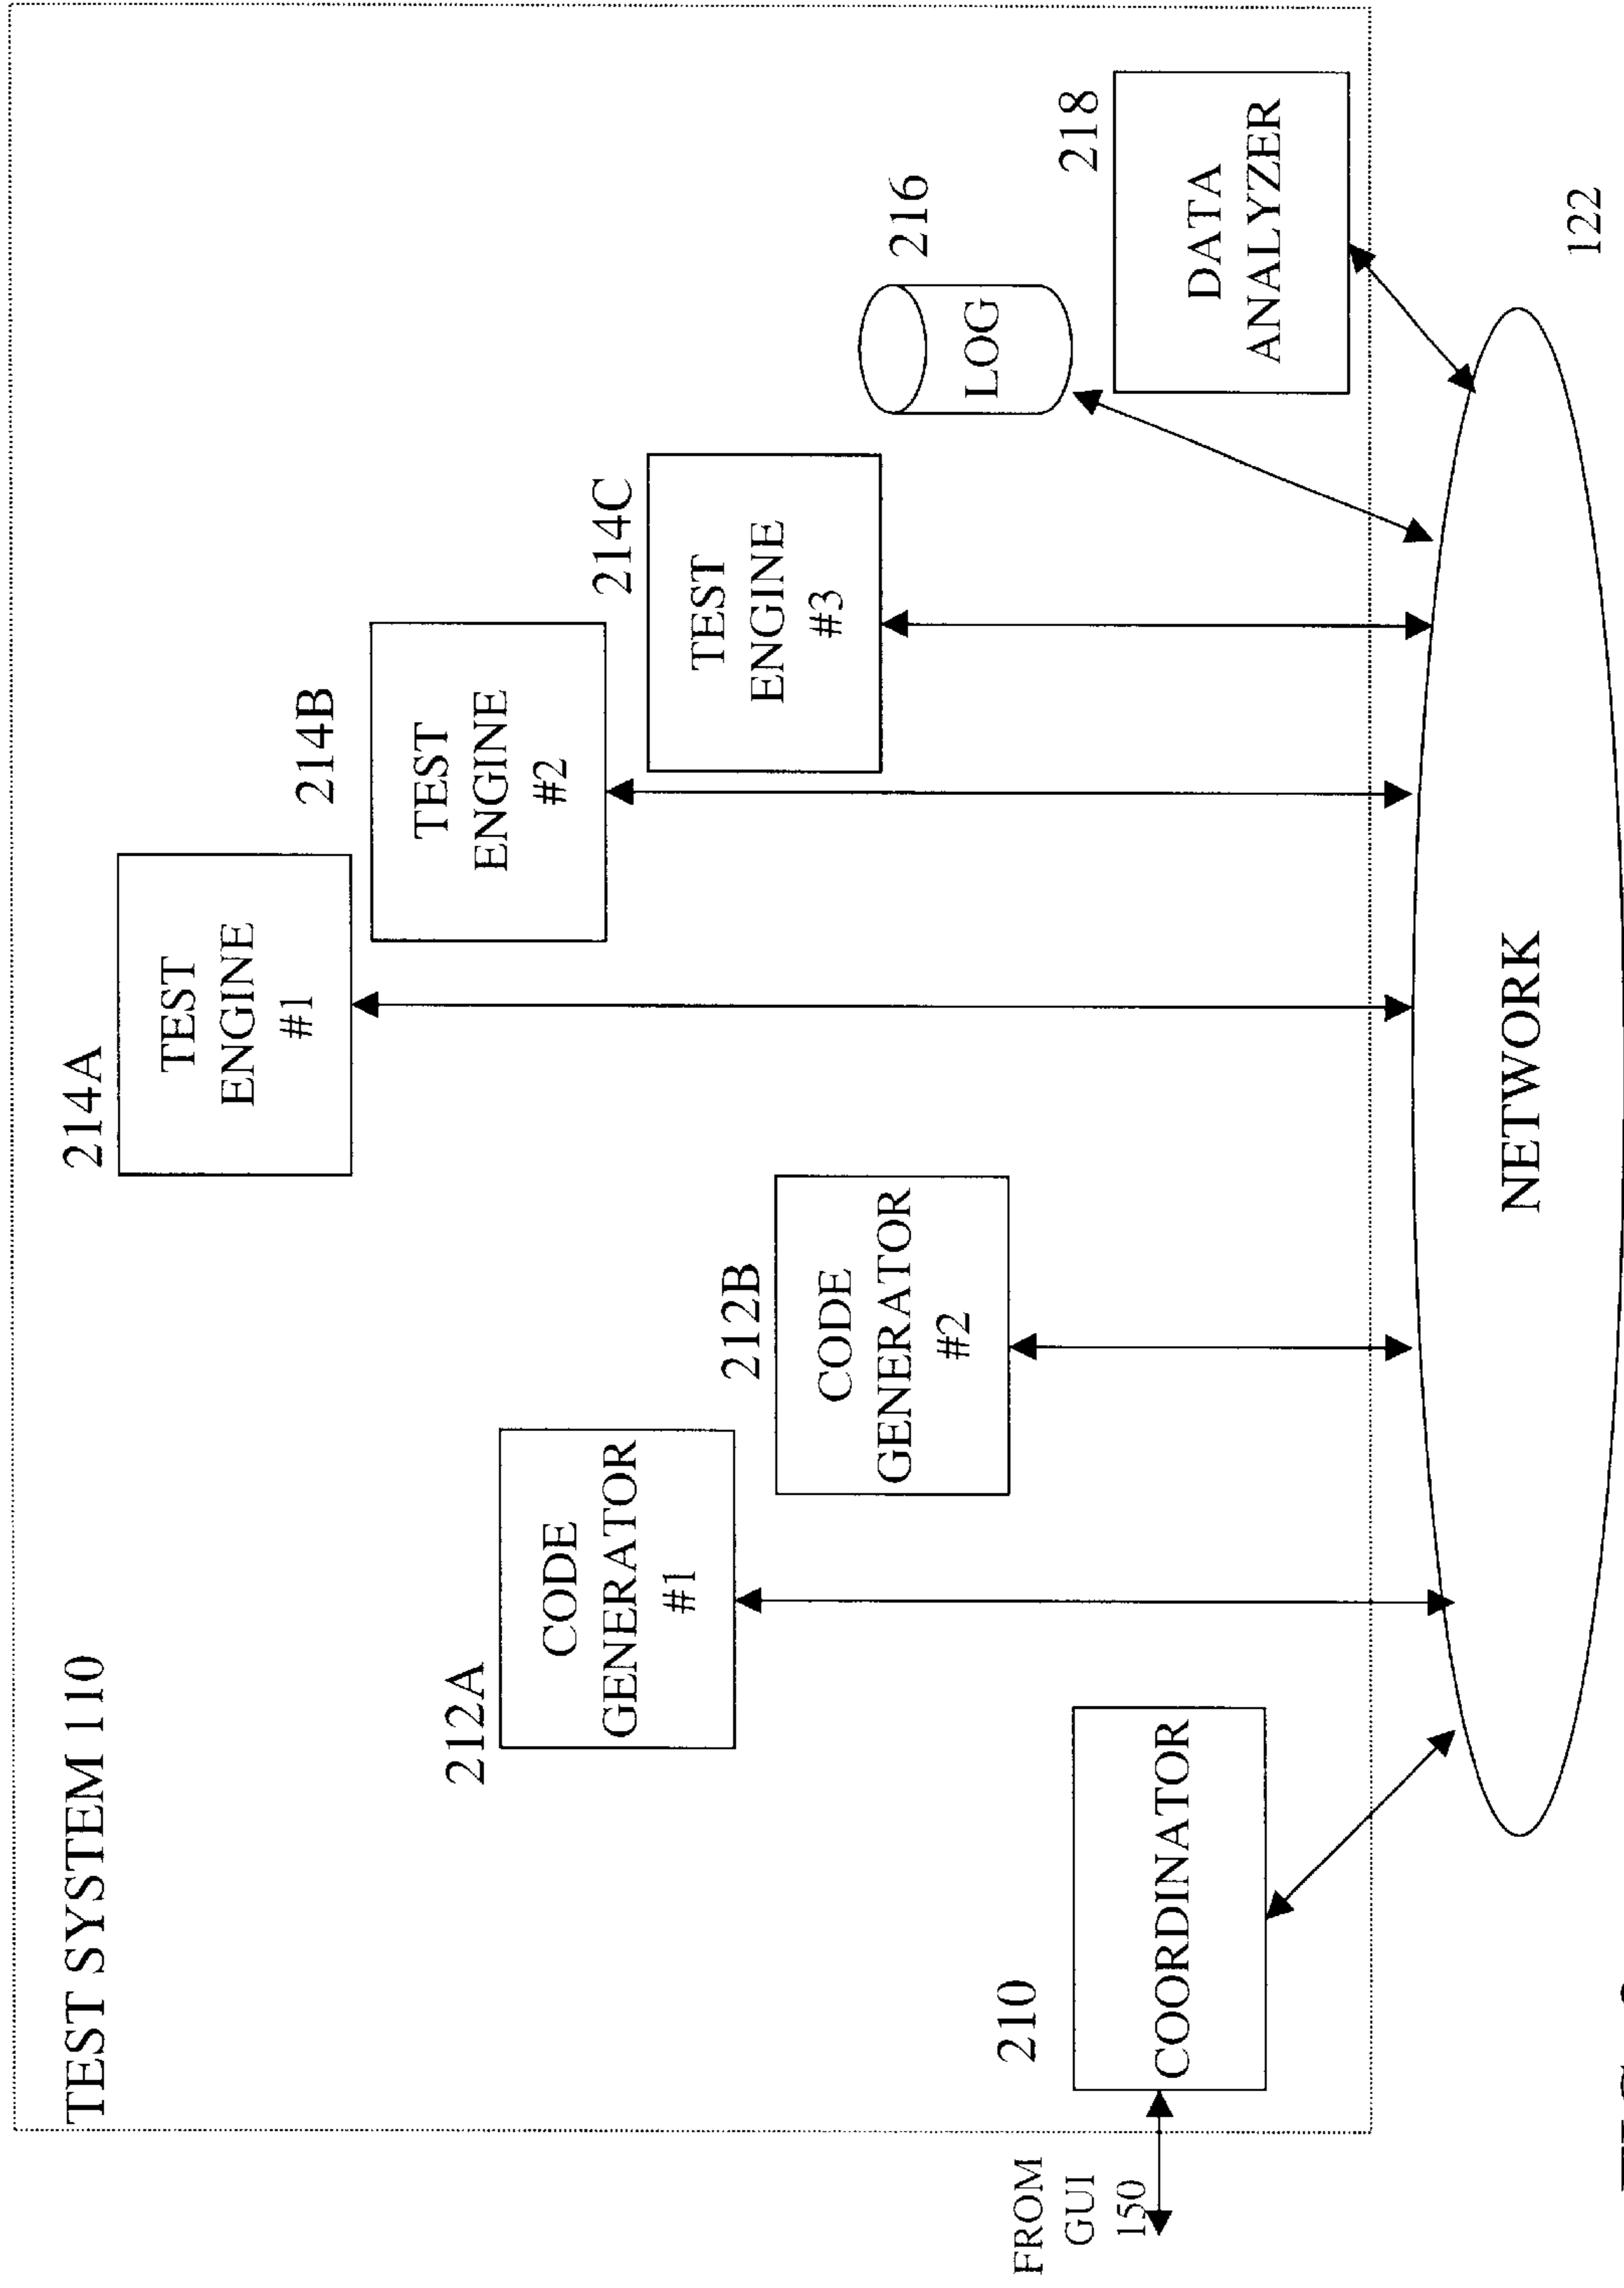 TEST SYSTEM 110
214A
TEST
ENGINE
#1
214B
TEST
ENGINE
#2
214C
TEST
ENGINE
#3
212A
CODE
GENERATOR
#1
212B
CODE
GENERATOR
#2
216
LOG
218
DATA
ANALYZER
210
COORDINATOR
FROM
GUI
150
NETWORK
122